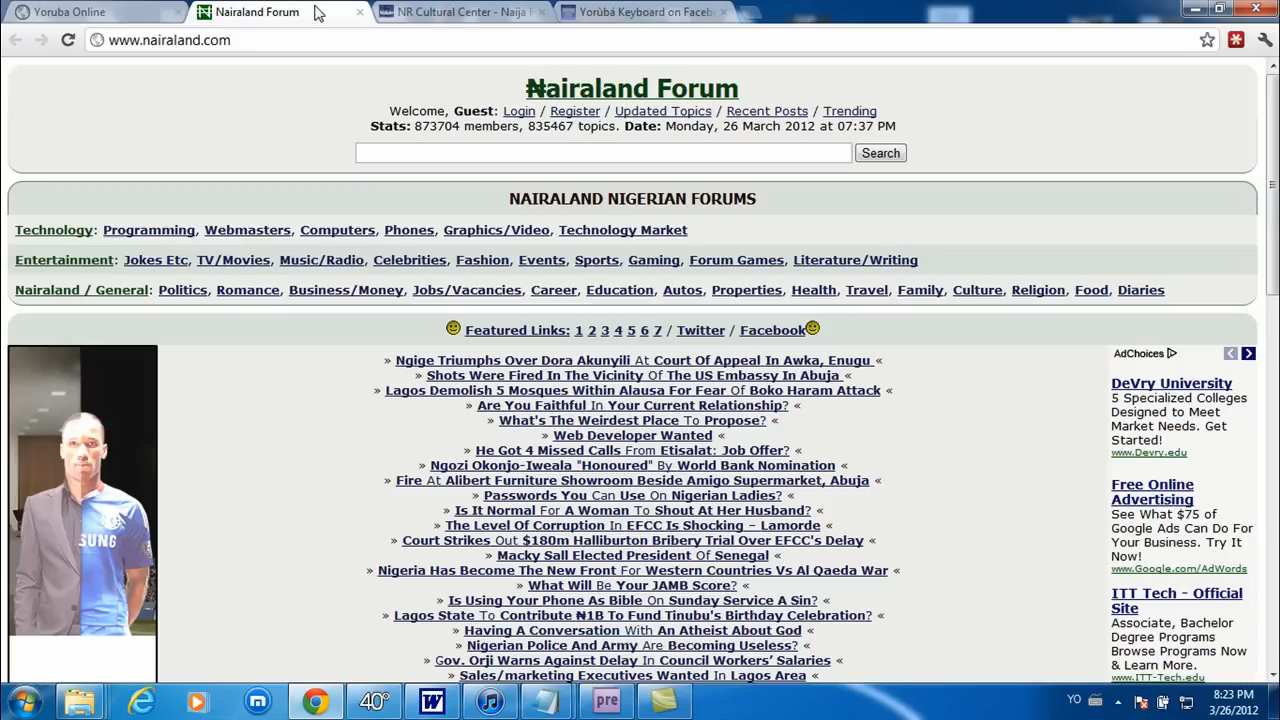 Yoruba Online
Nairaland Forum
NR Cultural Center - Naija F
Yorùbá Keyboard on Faceb
www.nairaland.com
₦airaland Forum
Welcome, Guest: Login / Register / Updated Topics / Recent Posts / Trending
Stats: 873704 members, 835467 topics. Date: Monday, 26 March 2012 at 07:37 PM
Search
NAIRALAND NIGERIAN FORUMS
Technology: Programming, Webmasters, Computers, Phones, Graphics/Video, Technology Market
Entertainment: Jokes Etc, TV/Movies, Music/Radio, Celebrities, Fashion, Events, Sports, Gaming, Forum Games, Literature/Writing
Nairaland / General: Politics, Romance, Business/Money, Jobs/Vacancies, Career, Education, Autos, Properties, Health, Travel, Family, Culture, Religion, Food, Diaries
Featured Links: 1 2 3 4 5 6 7 / Twitter / Facebook
» Ngige Triumphs Over Dora Akunyili At Court Of Appeal In Awka, Enugu «
» Shots Were Fired In The Vicinity Of The US Embassy In Abuja «
» Lagos Demolish 5 Mosques Within Alausa For Fear Of Boko Haram Attack «
» Are You Faithful In Your Current Relationship? «
» What's The Weirdest Place To Propose? «
» Web Developer Wanted «
» He Got 4 Missed Calls From Etisalat: Job Offer? «
» Ngozi Okonjo-Iweala "Honoured" By World Bank Nomination «
» Fire At Alibert Furniture Showroom Beside Amigo Supermarket, Abuja «
» Passwords You Can Use On Nigerian Ladies? «
» Is It Normal For A Woman To Shout At Her Husband? «
» The Level Of Corruption In EFCC Is Shocking – Lamorde «
» Court Strikes Out $180m Halliburton Bribery Trial Over EFCC's Delay «
» Macky Sall Elected President Of Senegal «
» Nigeria Has Become The New Front For Western Countries Vs Al Qaeda War «
» What Will Be Your JAMB Score? «
» Is Using Your Phone As Bible On Sunday Service A Sin? «
» Lagos State To Contribute ₦1B To Fund Tinubu's Birthday Celebration? «
» Having A Conversation With An Atheist About God «
» Nigerian Police And Army Are Becoming Useless? «
» Gov. Orji Warns Against Delay In Council Workers’ Salaries «
» Sales/marketing Executives Wanted In Lagos Area «
SUNG
AdChoices
DeVry University
5 Specialized Colleges
Designed to Meet
Market Needs. Get
Started!
www.Devry.edu
Free Online
Advertising
See What $75 of
Google Ads Can Do For
Your Business. Try It
Now!
www.Google.com/AdWords
ITT Tech - Official
Site
Associate, Bachelor
Degree Programs
Browse Programs Now
& Learn More.
www.ITT-Tech.edu
40°
W
pre
YO
8:23 PM
3/26/2012